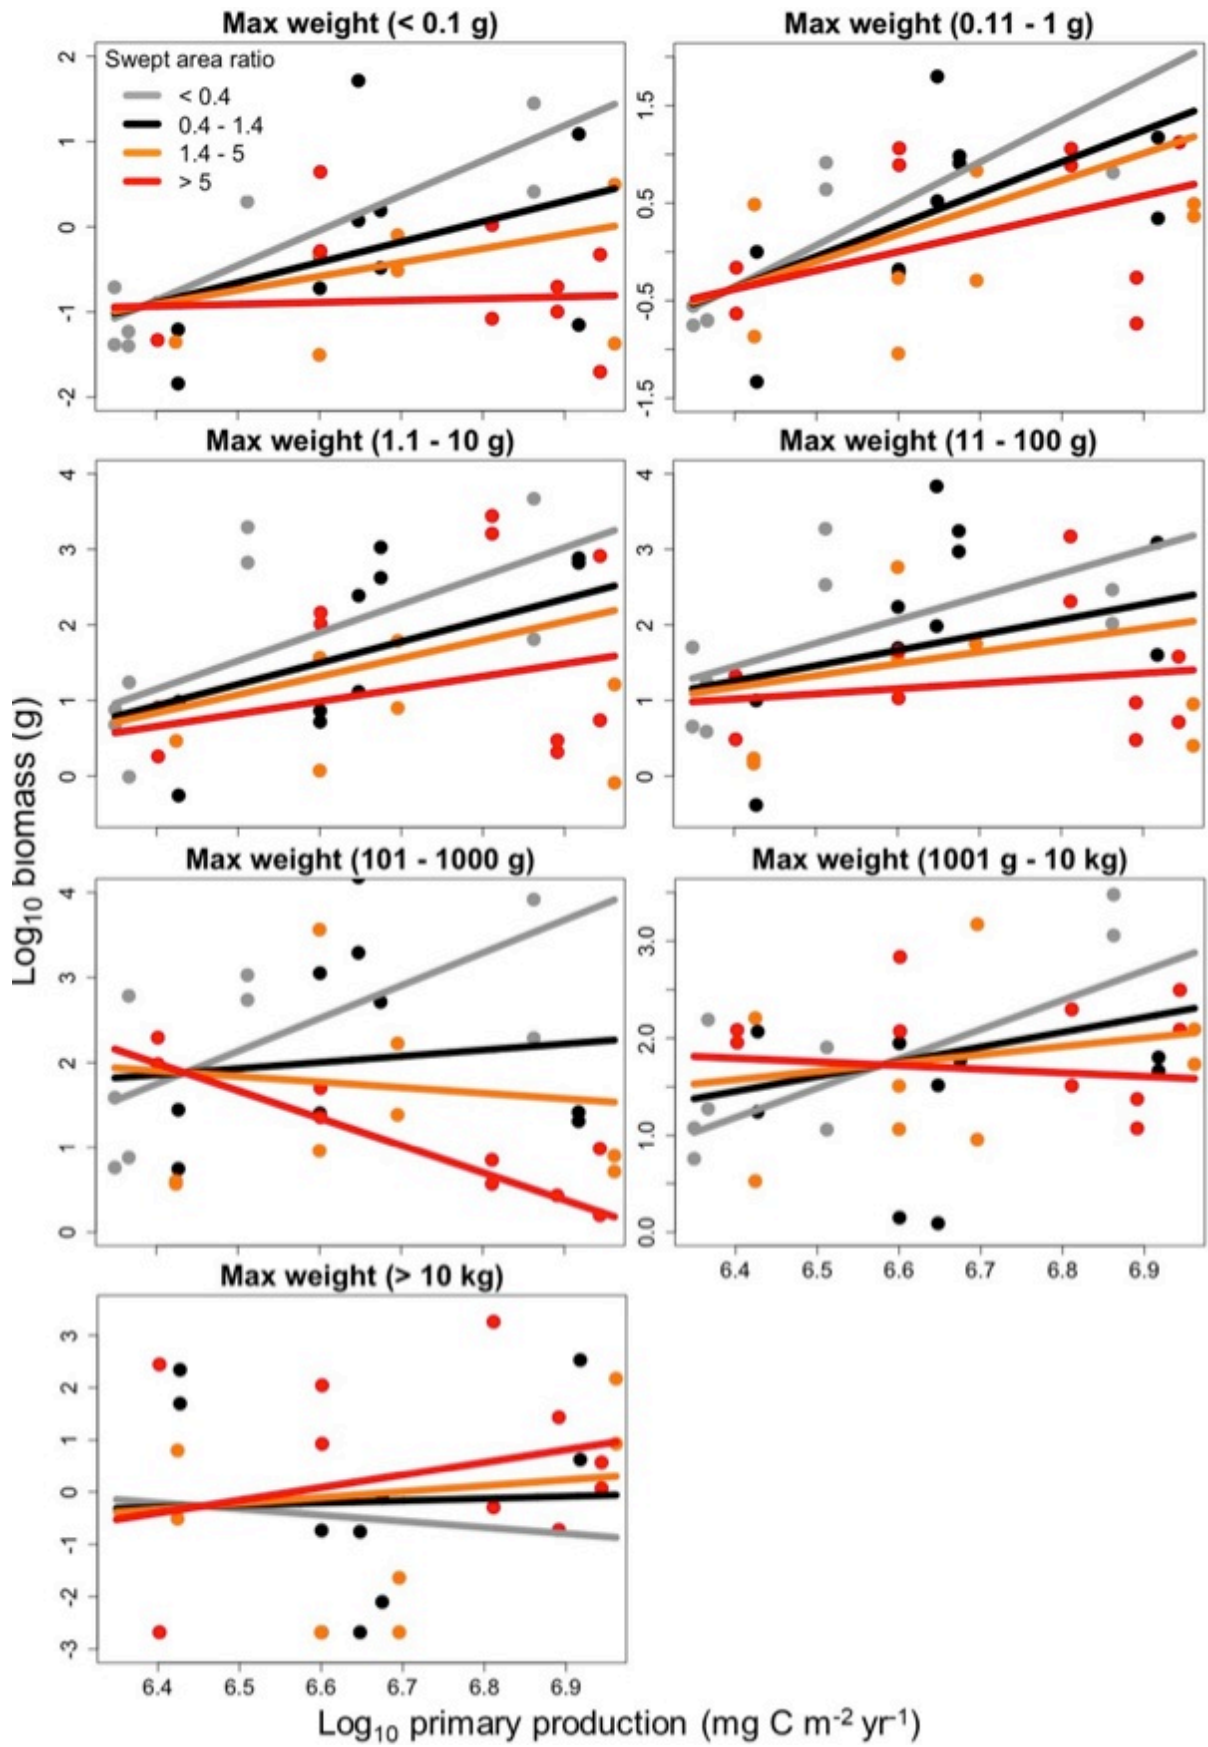 Max weight (< 0.1 g)
Max weight (0.11 - 1 g)
Swept area ratio
< 0.4
0.4 - 1.4
1.4 - 5
> 5
2
1
0
-1
-2
1.5
0.5
-0.5
-1.5
Max weight (1.1 - 10 g)
Max weight (11 - 100 g)
4
3
2
1
0
4
3
2
1
0
Log10 biomass (g)
Max weight (101 - 1000 g)
Max weight (1001 g - 10 kg)
4
3
2
1
0
3.0
2.0
1.0
0.0
6.4 6.5 6.6 6.7 6.8 6.9
Max weight (> 10 kg)
3
2
1
0
-1
-2
-3
6.4 6.5 6.6 6.7 6.8 6.9
Log10 primary production (mg C m-2 yr-1)